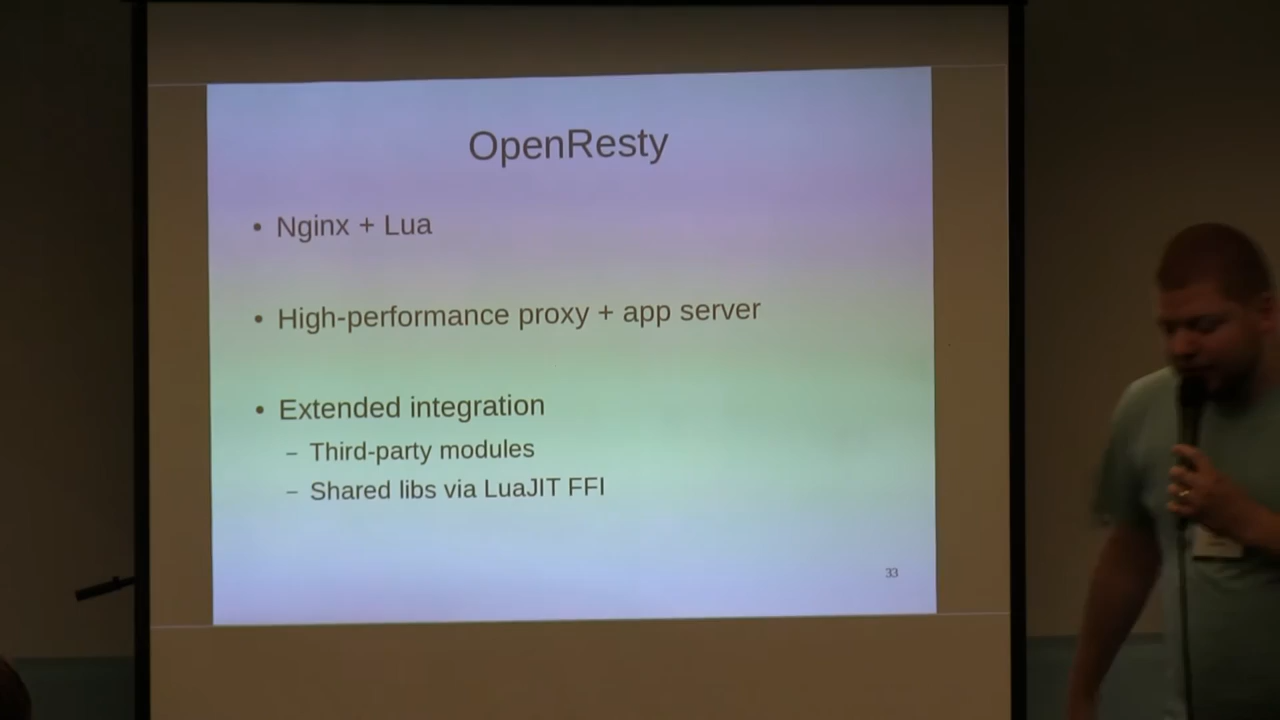 OpenResty
• Nginx + Lua
• High-performance proxy + app server
• Extended integration
– Third-party modules
– Shared libs via LuaJIT FFI
33